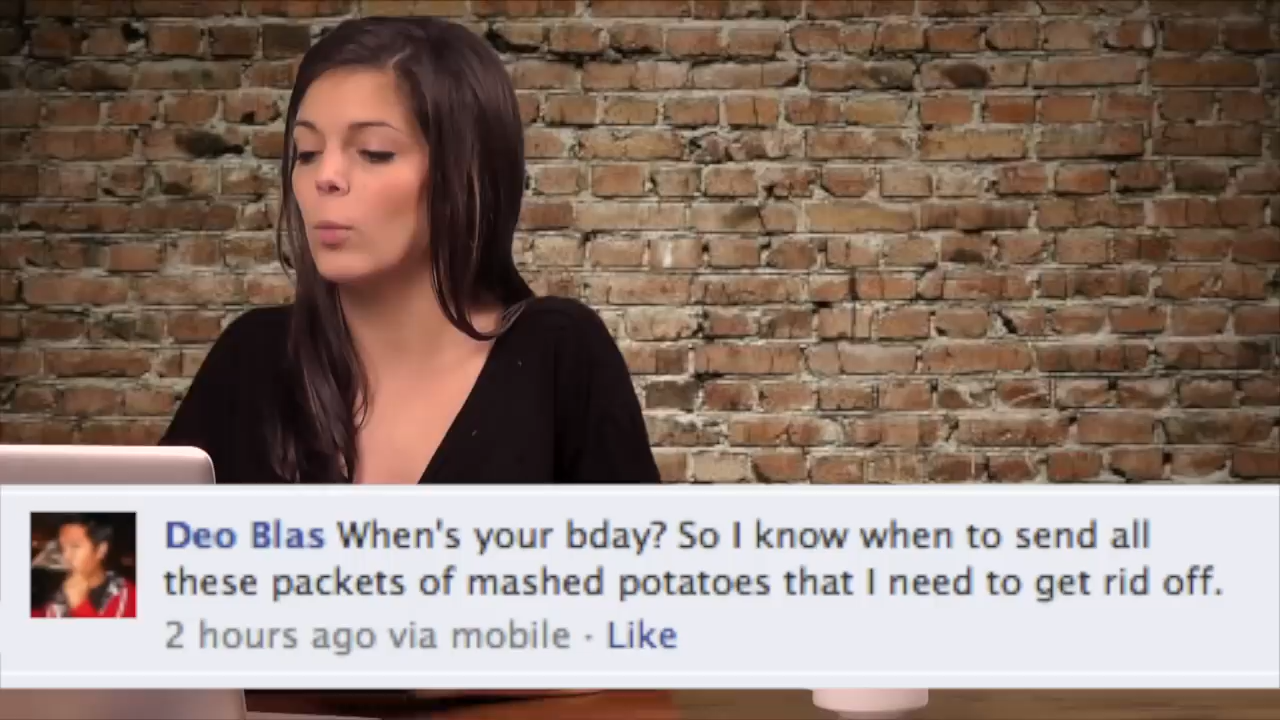 Deo Blas When's your bday? So I know when to send all
these packets of mashed potatoes that I need to get rid off.
2 hours ago via mobile · Like